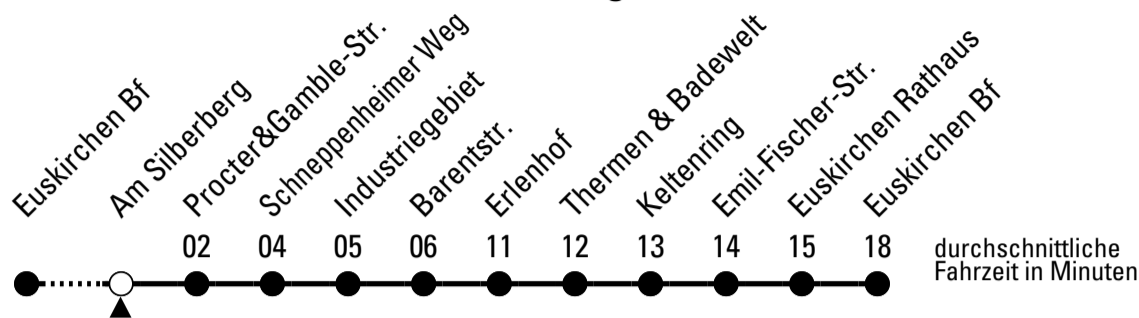 Euskirchen Bf
Am Silberberg
Procter&Gamble-Str.
Schneppenheimer Weg
Industriegebiet
Barentstr.
Erlenhof
Thermen & Badewelt
Keltenring
Emil-Fischer-Str.
Euskirchen Rathaus
Euskirchen Bf
02 04 05 06 11 12 13 14 15 18
durchschnittliche
Fahrzeit in Minuten